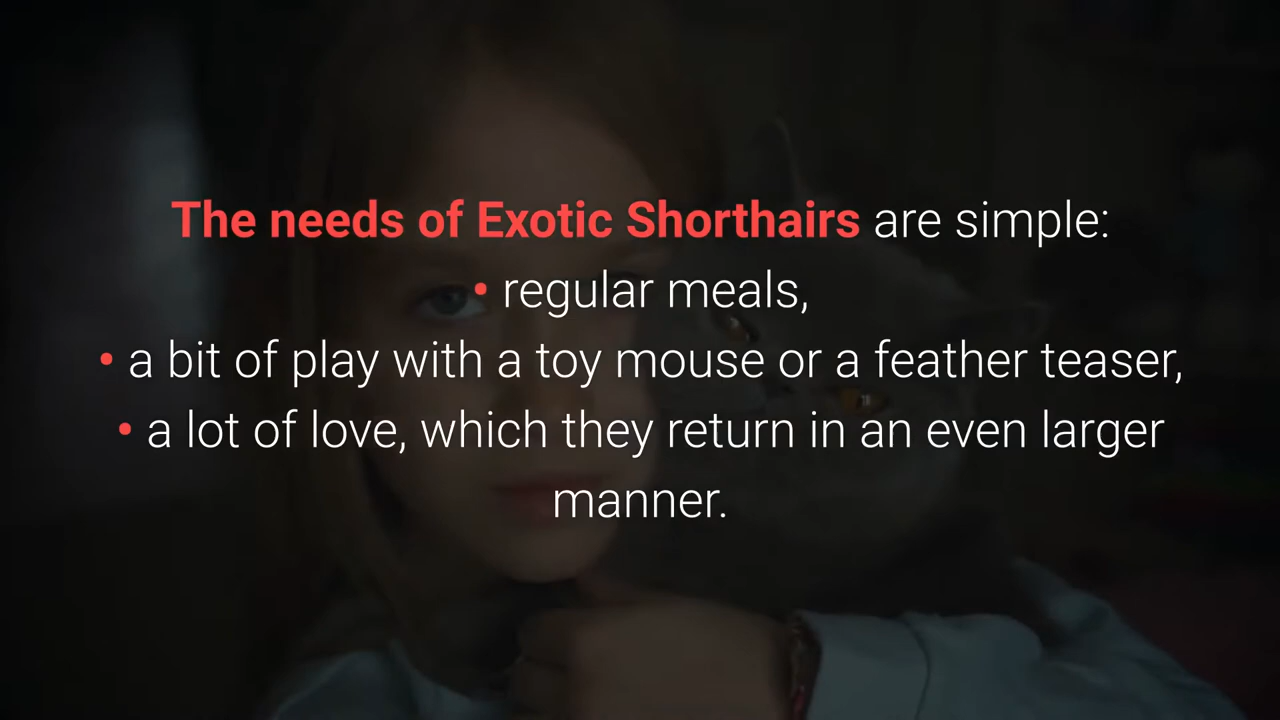 The needs of Exotic Shorthairs are simple:
• regular meals,
• a bit of play with a toy mouse or a feather teaser,
• a lot of love, which they return in an even larger
manner.